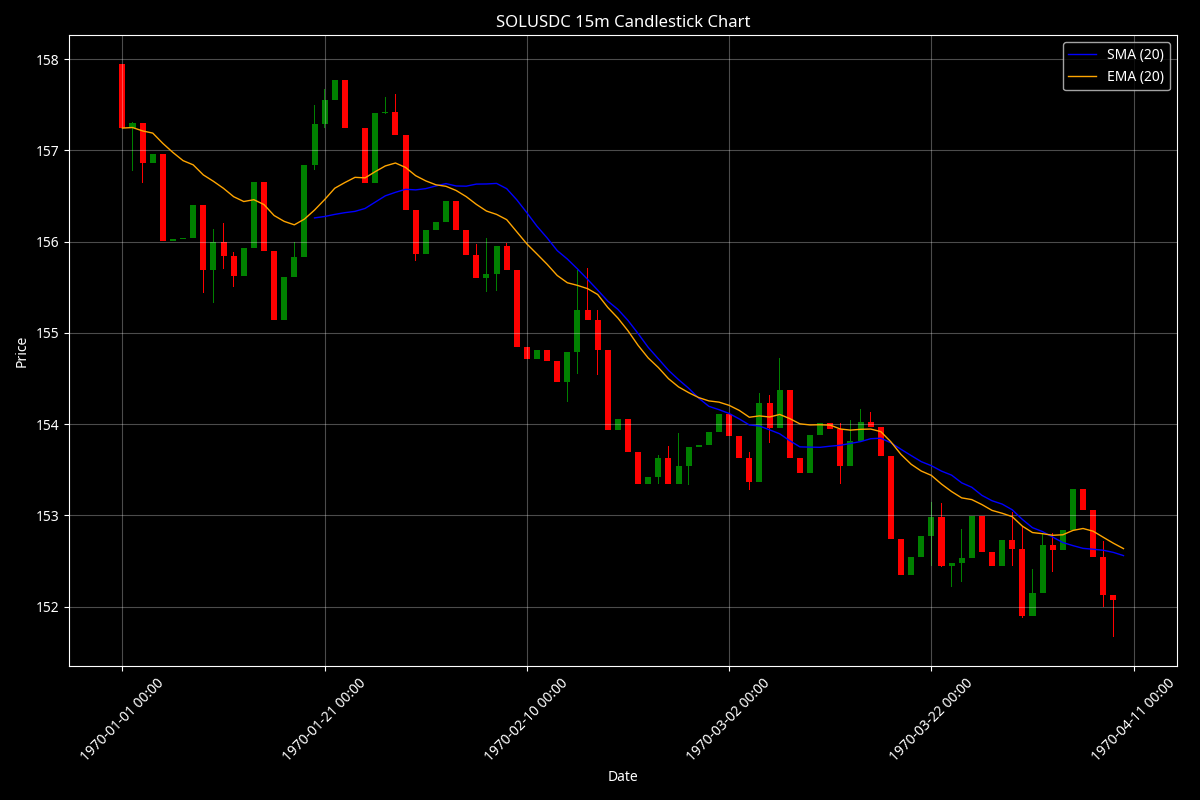 SOLUSDC 15m Candlestick Chart
SMA (20)
EMA (20)
158
157
156
155
154
153
152
Price
1970-01-01 00:00
1970-01-21 00:00
1970-02-10 00:00
1970-03-02 00:00
1970-03-22 00:00
1970-04-11 00:00
Date